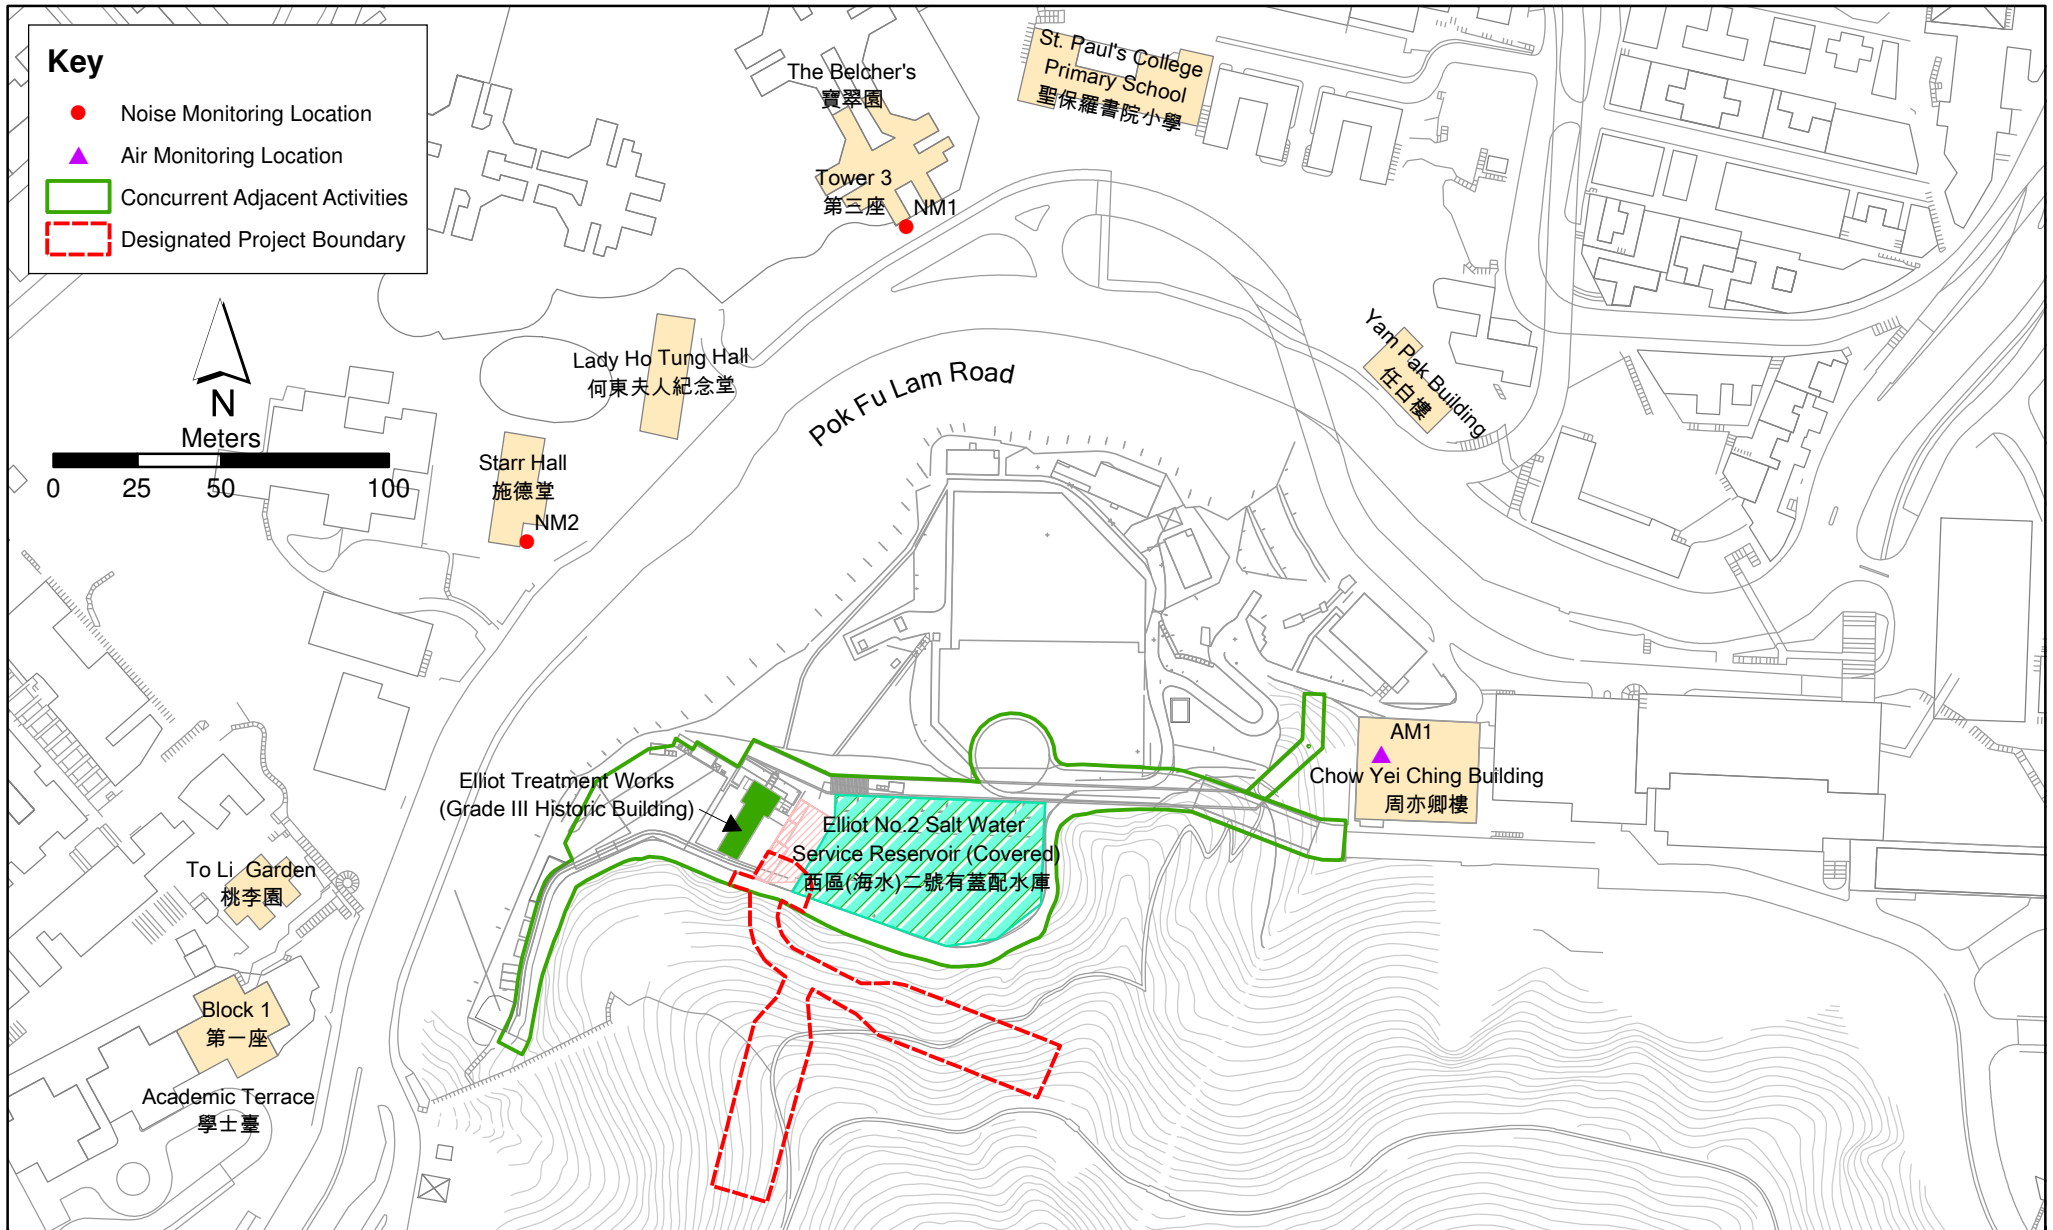 Key
Noise Monitoring Location
Air Monitoring Location
Concurrent Adjacent Activities
Designated Project Boundary
N
Meters
0 25 50 100
The Belcher's
寶翠園
Tower 3
第三座
NM1
St. Paul's College
Primary School
聖保羅書院小學
Lady Ho Tung Hall
何東夫人紀念堂
Pok Fu Lam Road
Yam Pak Building
任白樓
Starr Hall
施德堂
NM2
AM1
Chow Yei Ching Building
周亦卿樓
Elliot Treatment Works
(Grade III Historic Building)
Elliot No.2 Salt Water
Service Reservoir (Covered)
西區(海水)二號有蓋配水庫
To Li Garden
桃李園
Block 1
第一座
Academic Terrace
學士臺